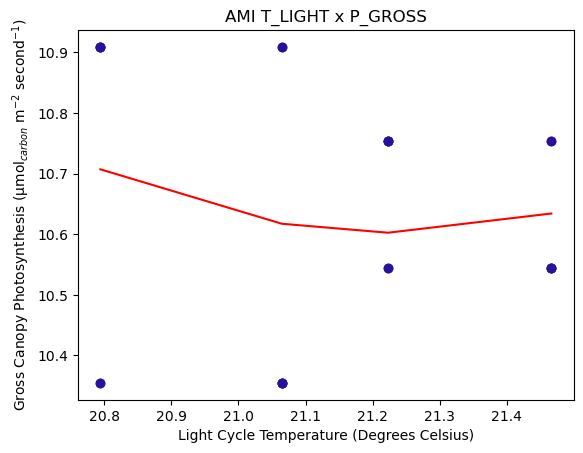 AMI T_LIGHT x P_GROSS
Gross Canopy Photosynthesis (μmol_carbon m⁻² second⁻¹)
10.9
10.8
10.7
10.6
10.5
10.4
20.8 20.9 21.0 21.1 21.2 21.3 21.4
Light Cycle Temperature (Degrees Celsius)